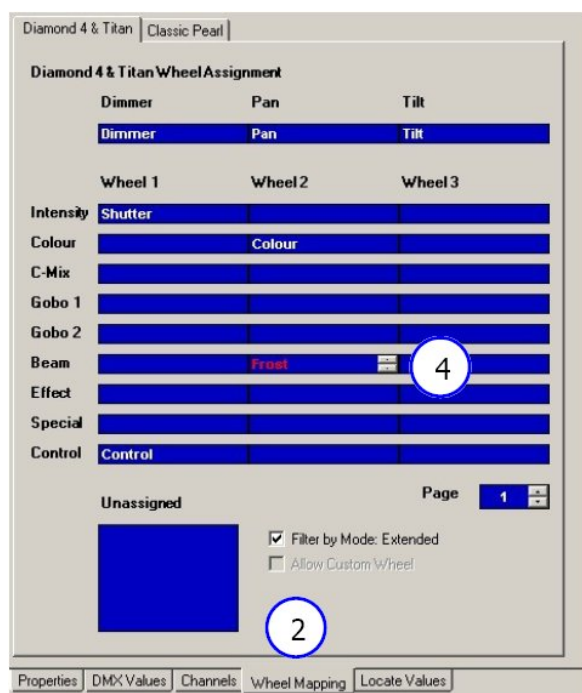 Diamond 4 & Titan Classic Pearl
Diamond 4 & Titan Wheel Assignment
Dimmer Pan Tilt
Dimmer Pan Tilt
Wheel 1 Wheel 2 Wheel 3
Intensity Shutter
Colour Colour
C-Mix
Gobo 1
Gobo 2
Beam Frost 4
Effect
Special
Control Control
Page 1
Unassigned
Filter by Mode: Extended
Allow Custom Wheel
2
Properties DMX Values Channels Wheel Mapping Locate Values